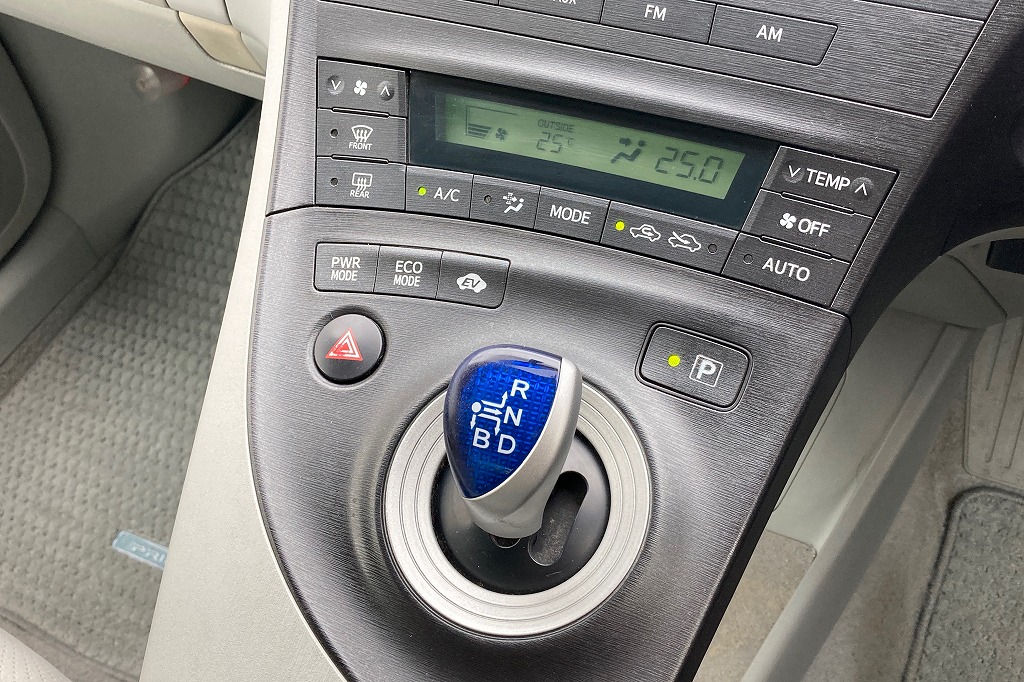 FM
AM
FRONT
REAR
OUTSIDE
25°C
25.0
TEMP
A/C
MODE
OFF
AUTO
PWR
MODE
ECO
MODE
EV
P
R
N
B D